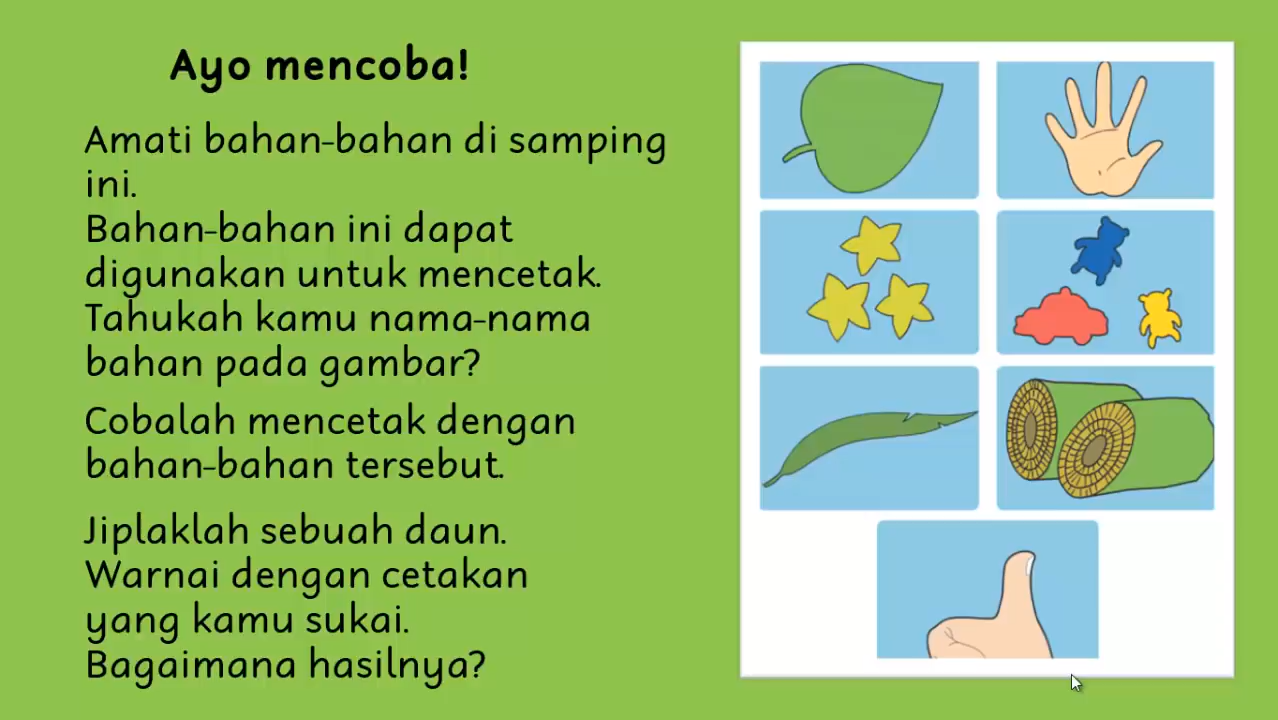 Ayo mencoba!
Amati bahan-bahan di samping
ini.
Bahan-bahan ini dapat
digunakan untuk mencetak.
Tahukah kamu nama-nama
bahan pada gambar?
Cobalah mencetak dengan
bahan-bahan tersebut.
Jiplaklah sebuah daun.
Warnai dengan cetakan
yang kamu sukai.
Bagaimana hasilnya?